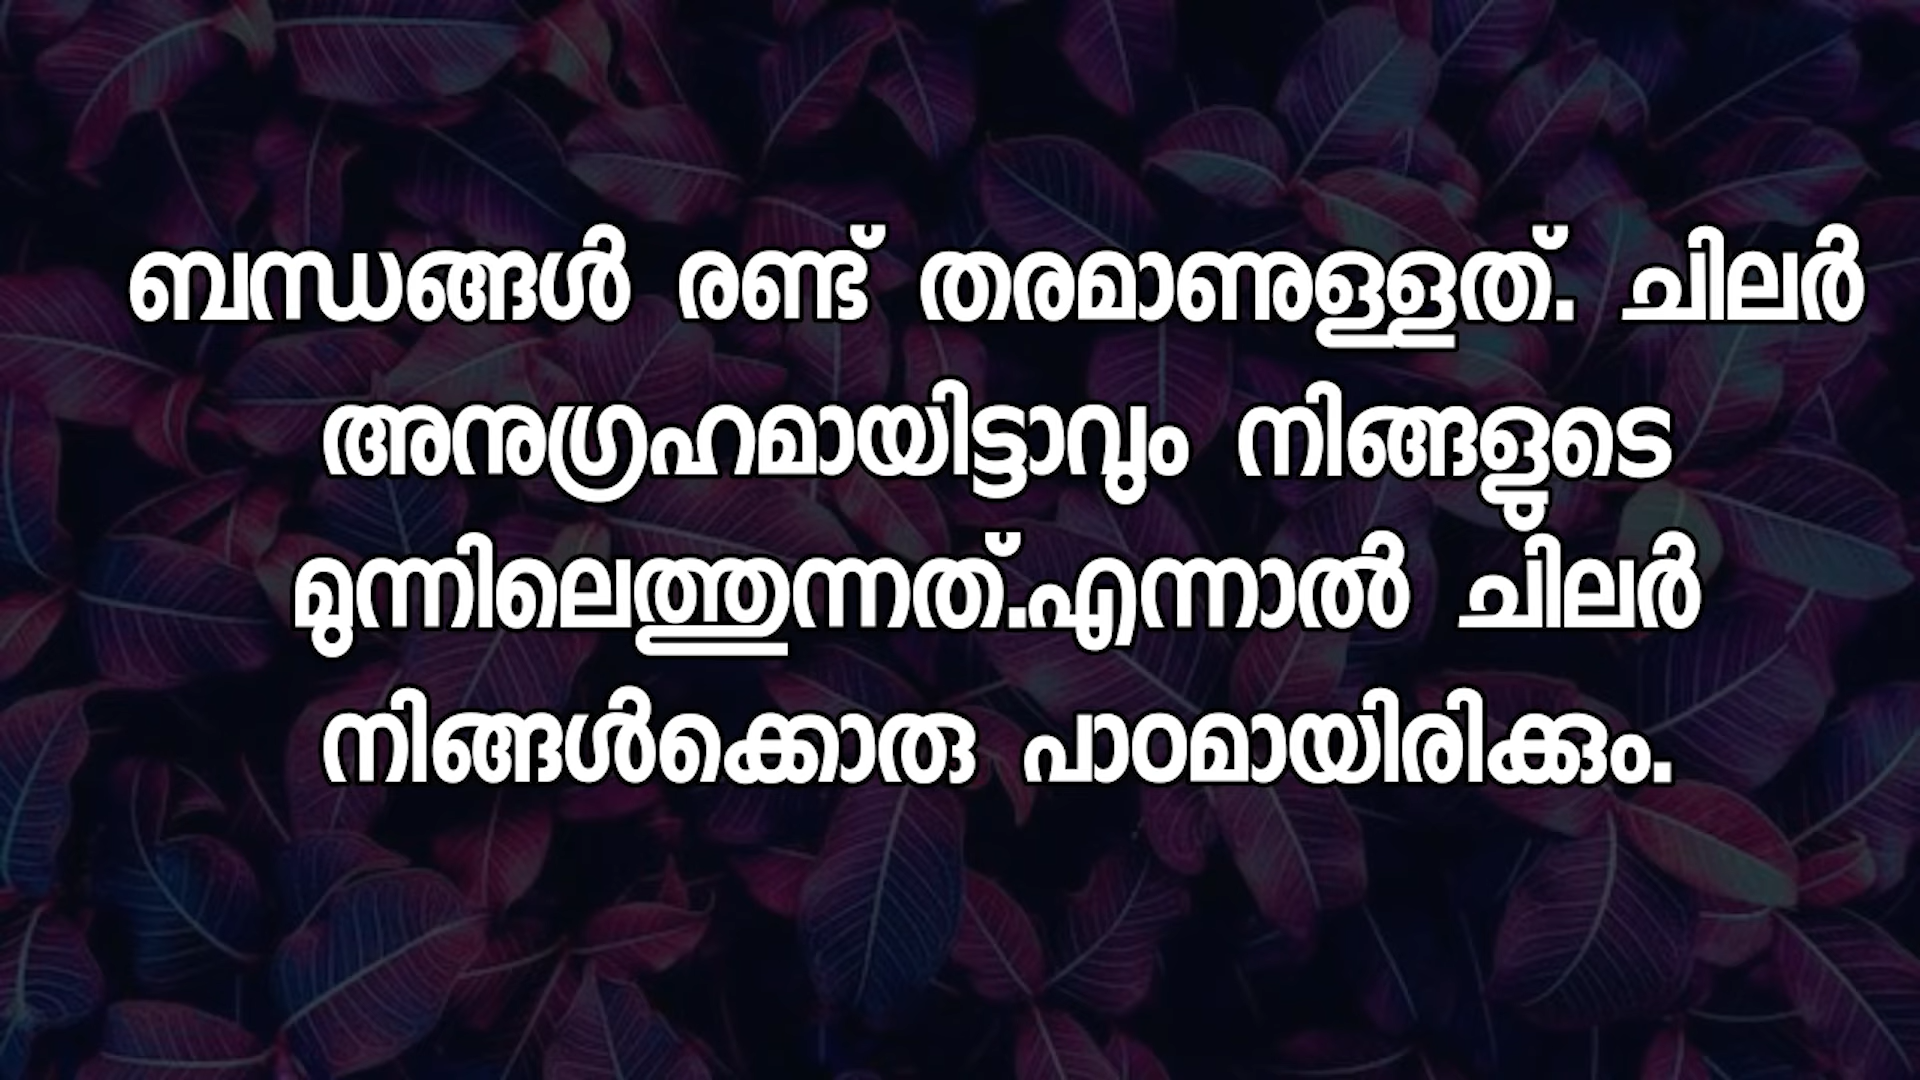 ബന്ധങ്ങൾ രണ്ട് തരമാണുള്ളത്. ചിലർ
അനുഗ്രഹമായിട്ടാവും നിങ്ങളുടെ
മുന്നിലെത്തുന്നത്.എന്നാൽ ചിലർ
നിങ്ങൾക്കൊരു പാഠമായിരിക്കും.